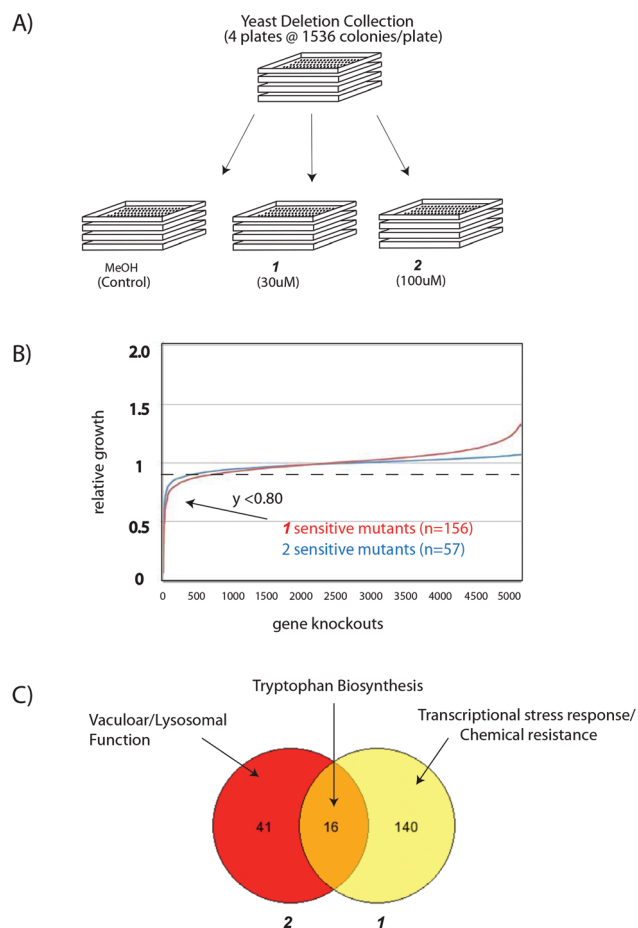 A)
Yeast Deletion Collection
(4 plates @ 1536 colonies/plate)
MeOH
(Control)
1
(30uM)
2
(100uM)
B)
2.0
1.5
1
0.5
0
relative growth
y <0.80
1 sensitive mutants (n=156)
2 sensitive mutants (n=57)
0 500 1000 1500 2000 2500 3000 3500 4000 4500 5000
gene knockouts
C)
Tryptophan Biosynthesis
Vaculoar/Lysosomal
Function
Transcriptional stress response/
Chemical resistance
41 16 140
2 1